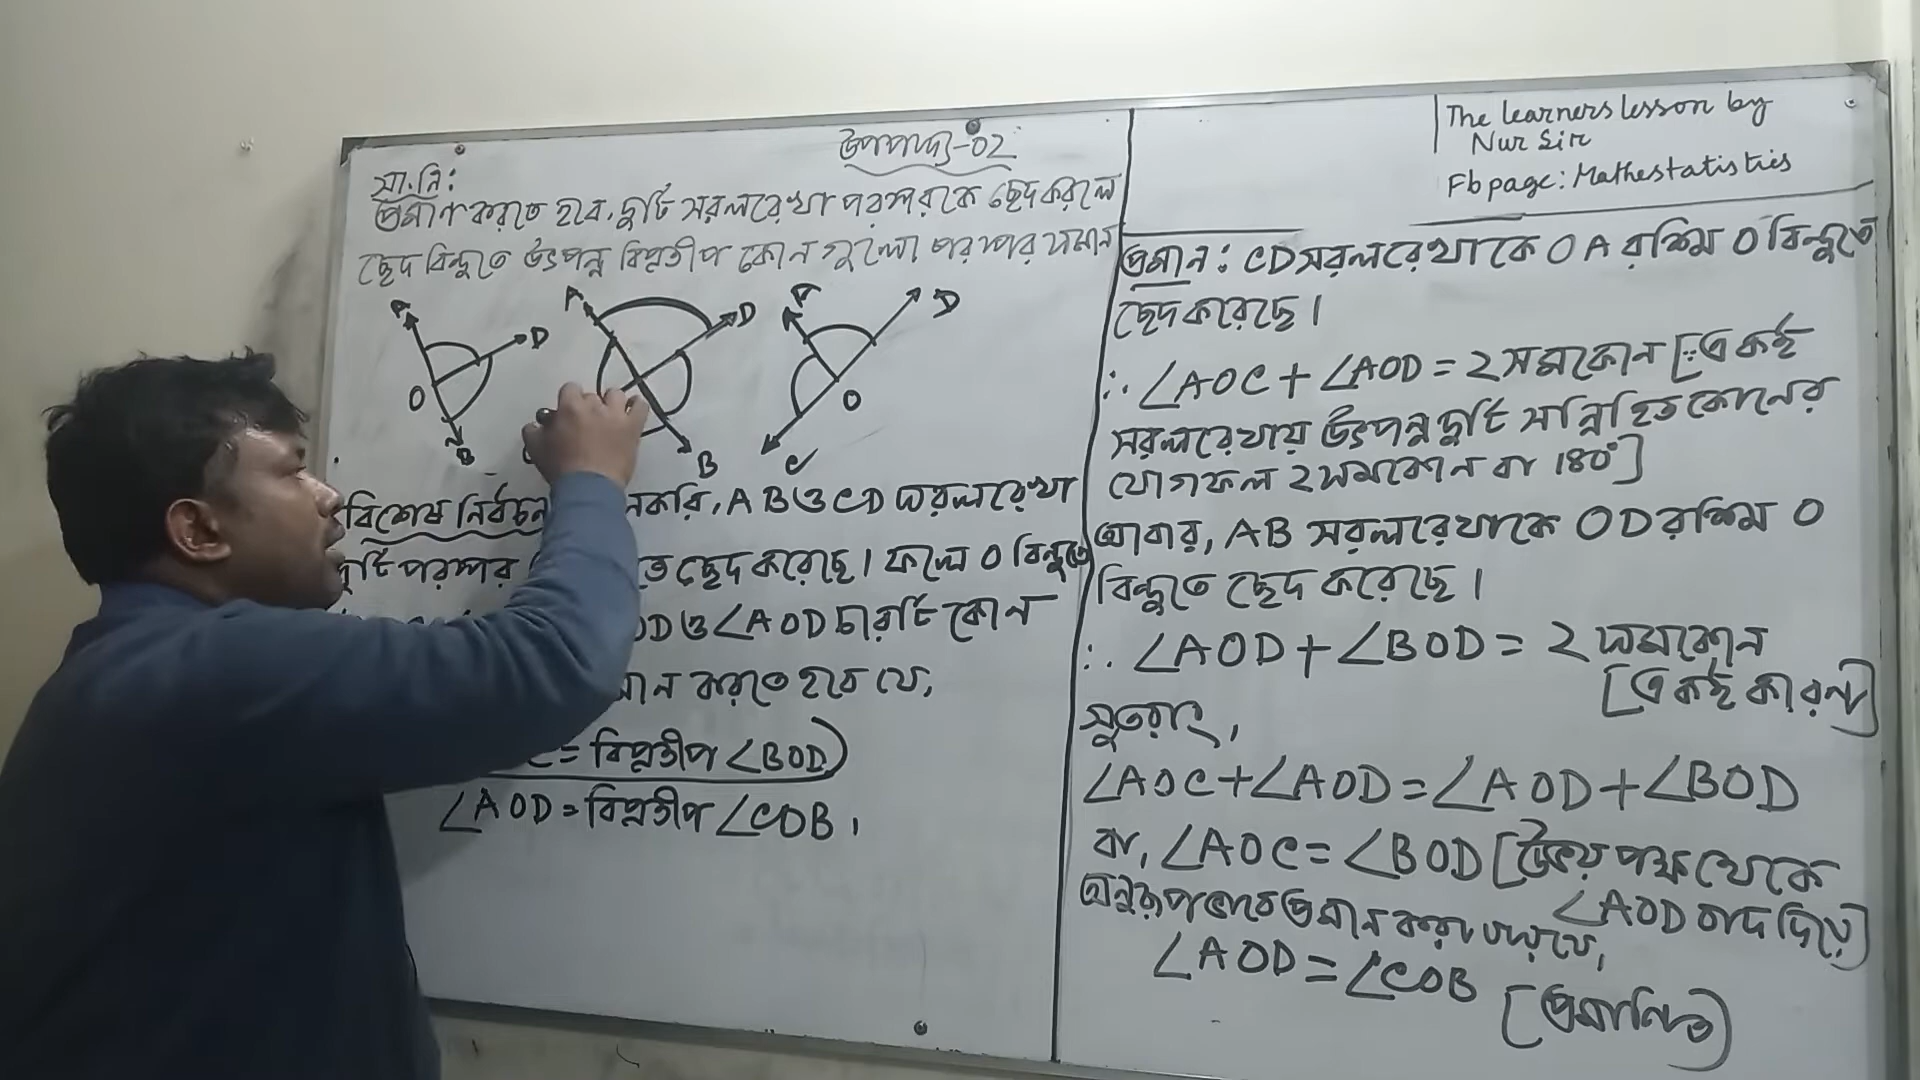 উপপাদ্য-02
সা.নি:
প্রমাণ করতে হবে, দুটি সরলরেখা পরস্পরকে ছেদ করলে
ছেদ বিন্দুতে উৎপন্ন বিপ্রতীপ কোন গুলো পরস্পর সমান
A
D
O
B
A
D
B
A
D
O
C
বিশেষ নির্বচন নকরি, AB ও CD সরলরেখা
দুটি পরস্পর তে ছেদ করেছে। ফলে O বিন্দুতে
OD ও ∠AOD চারটি কোন
মান করতে হবে যে,
C = বিপ্রতীপ ∠BOD
∠AOD = বিপ্রতীপ ∠COB,
The learners lesson by
Nur Sir
Fb page: Mathestatistics
প্রমান: CD সরলরেখাকে OA রশ্মি O বিন্দুতে
ছেদ করেছে।
∴ ∠AOC + ∠AOD = 2 সমকোন [∵ একই
সরলরেখায় উৎপন্ন দুটি সন্নিহিত কোনের
যোগফল 2 সমকোন বা 180°]
আবার, AB সরলরেখাকে OD রশ্মি O
বিন্দুতে ছেদ করেছে।
∴ ∠AOD + ∠BOD = 2 সমকোন
[একই কারণ]
সুতরাং,
∠AOC + ∠AOD = ∠AOD + ∠BOD
বা, ∠AOC = ∠BOD [উভয় পক্ষ থেকে
∠AOD বাদ দিয়ে]
অনুরূপভাবে প্রমান করা যায় যে,
∠AOD = ∠COB
[প্রমানিত]